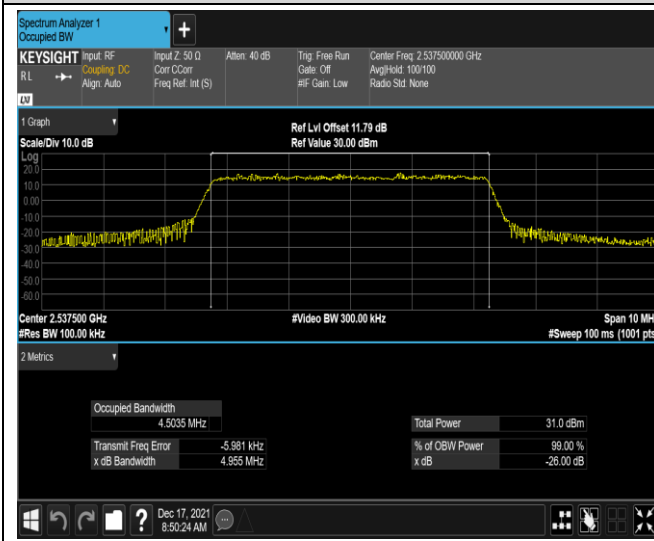 Spectrum Analyzer 1
Occupied BW
+
KEYSIGHT
RL
LXI
Input: RF
Coupling: DC
Align: Auto
Input Z: 50 Ω
Corr CCorr
Freq Ref: Int (S)
Atten: 40 dB
Trig: Free Run
Gate: Off
#IF Gain: Low
Center Freq: 2.537500000 GHz
Avg|Hold: 100/100
Radio Std: None
1 Graph
Scale/Div 10.0 dB
Ref Lvl Offset 11.79 dB
Ref Value 30.00 dBm
Log
20.0
10.0
0.00
-10.0
-20.0
-30.0
-40.0
-50.0
-60.0
Center 2.537500 GHz
#Res BW 100.00 kHz
#Video BW 300.00 kHz
Span 10 MH
#Sweep 100 ms (1001 pts
2 Metrics
Occupied Bandwidth
4.5035 MHz
Transmit Freq Error -5.981 kHz
x dB Bandwidth 4.955 MHz
Total Power 31.0 dBm
% of OBW Power 99.00 %
x dB -26.00 dB
?
Dec 17, 2021
8:50:24 AM